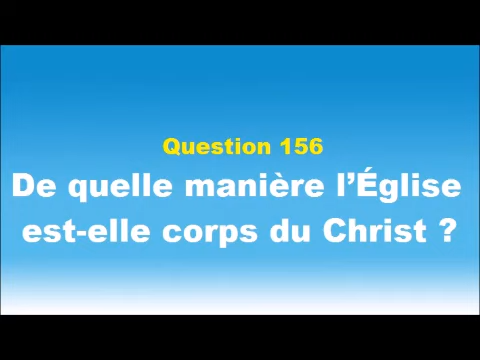 Question 156
De quelle manière l’Église
est-elle corps du Christ ?